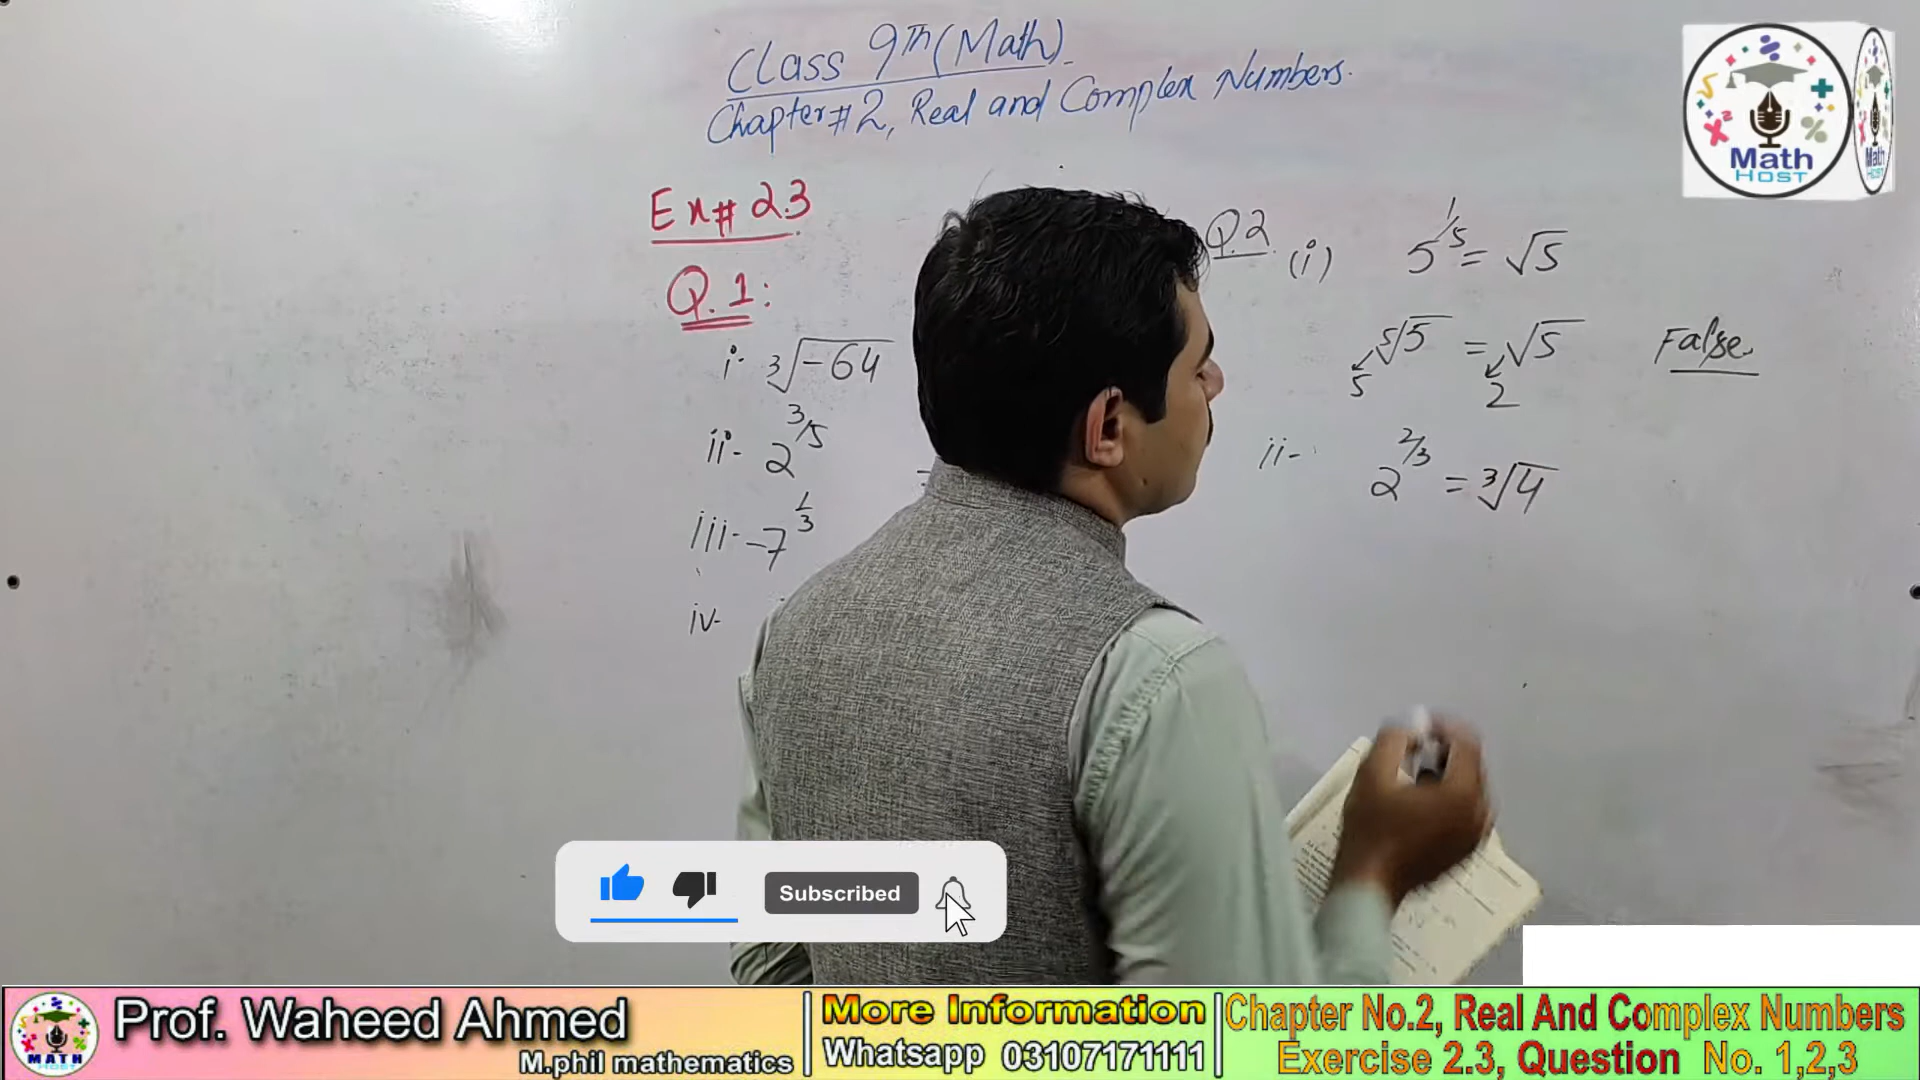 Class 9Th (Math)
Chapter # 2, Real and Complex Numbers.
Ex# 2.3
Q.1:
i- ∛-64
ii- 2^3/5
iii- -7^1/3
iv-
Q.2 (i) 5^1/5 = √5
⁵√5 = √5 False.
5 2
ii- 2^2/3 = ∛4
Math
HOST
Math
Subscribed
MATH
HOST
Prof. Waheed Ahmed
M.phil mathematics
More Information
Whatsapp 03107171111
Chapter No.2, Real And Complex Numbers
Exercise 2.3, Question No. 1,2,3